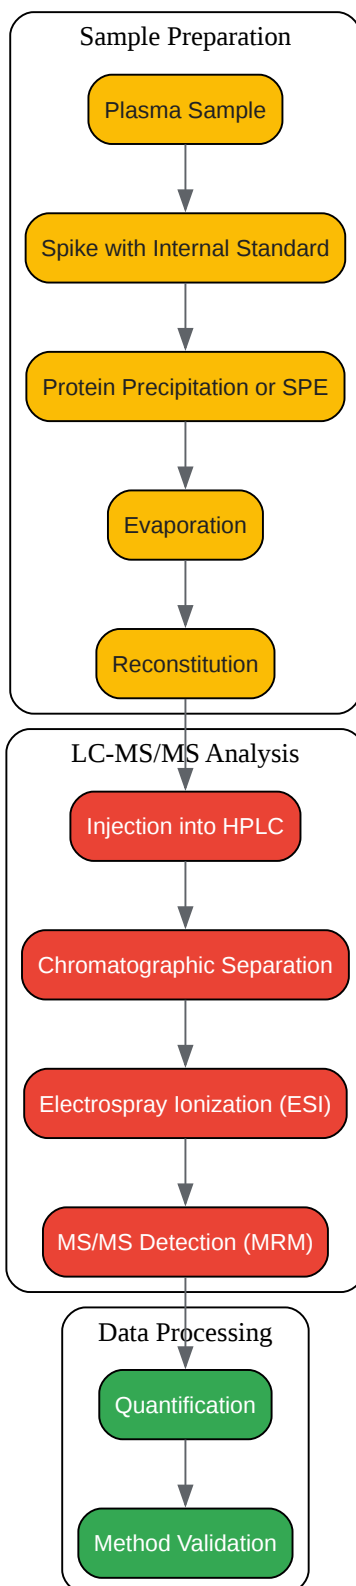 Sample Preparation
Plasma Sample
Spike with Internal Standard
Protein Precipitation or SPE
Evaporation
Reconstitution
LC-MS/MS Analysis
Injection into HPLC
Chromatographic Separation
Electrospray Ionization (ESI)
MS/MS Detection (MRM)
Data Processing
Quantification
Method Validation